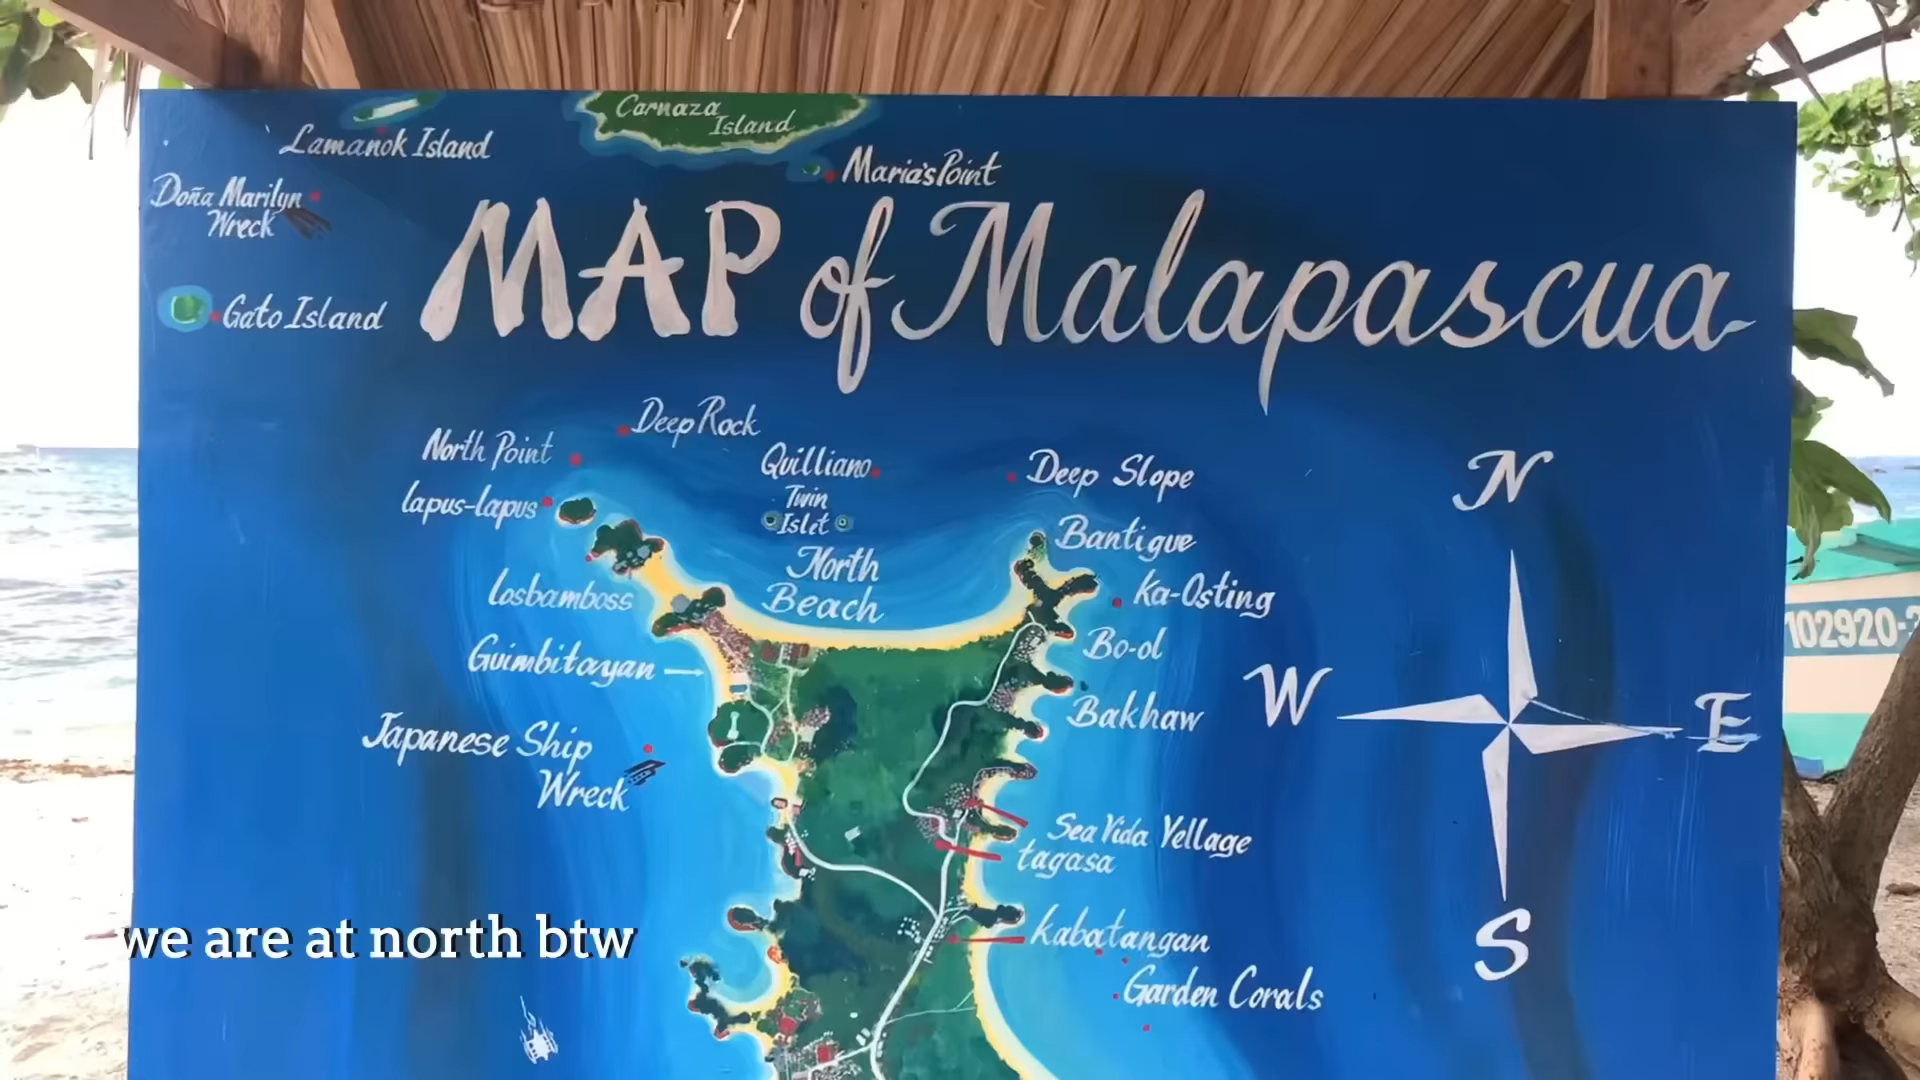 Carnaza
Island
Lamanok Island
Maria's Point
Doña Marilyn
Wreck
MAP of Malapascua
Gato Island
Deep Rock
North Point
Quilliano
Deep Slope
lapus-lapus
Twin
Islet
Bantigue
North
Beach
Losbamboss
Ka-Osting
Guimbitayan
Bo-ol
Bakhaw
Japanese Ship
Wreck
Sea Vida Yellage
tagasa
Kabatangan
Garden Corals
N
W
E
S
102920-
we are at north btw